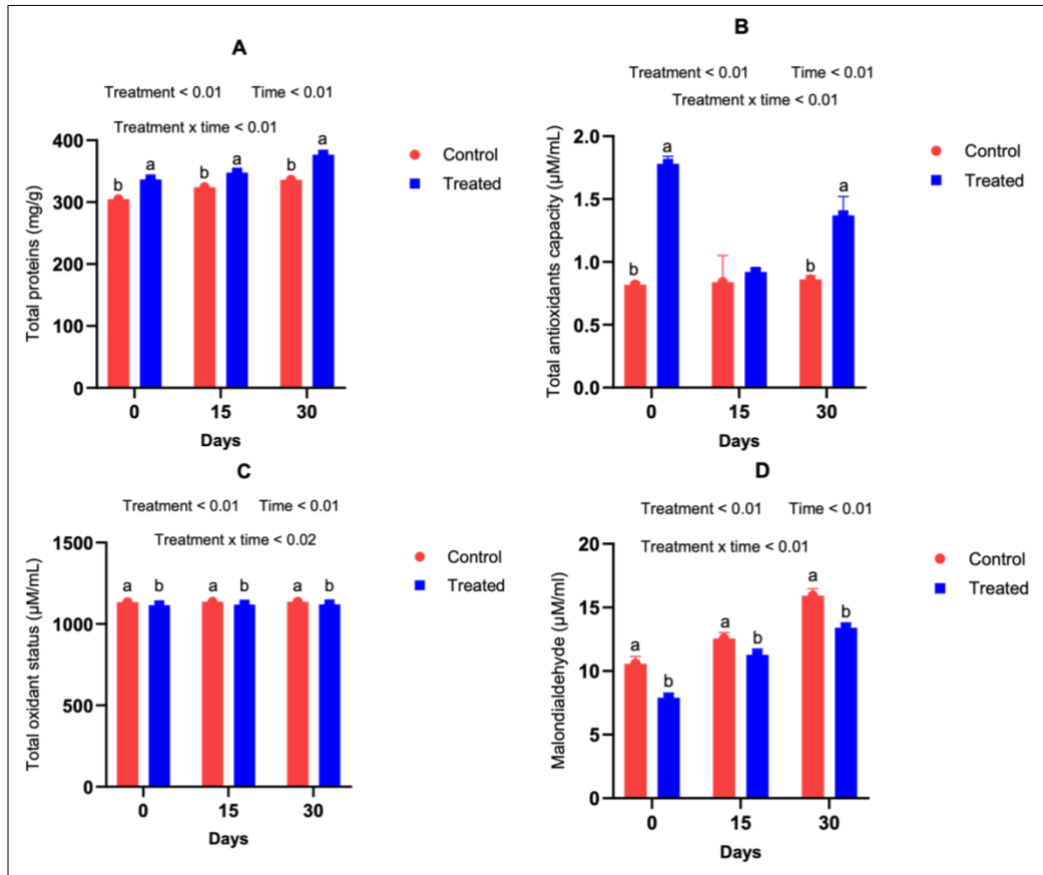 A
Treatment < 0.01 Time < 0.01
Treatment x time < 0.01
Total proteins (mg/g)
400
300
200
100
0
b a b a b a
0 15 30
Days
Control
Treated
B
Treatment < 0.01 Time < 0.01
Treatment x time < 0.01
Total antioxidants capacity (µM/mL)
2.0
1.5
1.0
0.5
0.0
b a b a
0 15 30
Days
Control
Treated
C
Treatment < 0.01 Time < 0.01
Treatment x time < 0.02
Total oxidant status (µM/mL)
1500
1000
500
0
a b a b a b
0 15 30
Days
Control
Treated
D
Treatment < 0.01 Time < 0.01
Treatment x time < 0.01
Malondialdehyde (µM/ml)
20
15
10
5
0
a b a b a b
0 15 30
Days
Control
Treated